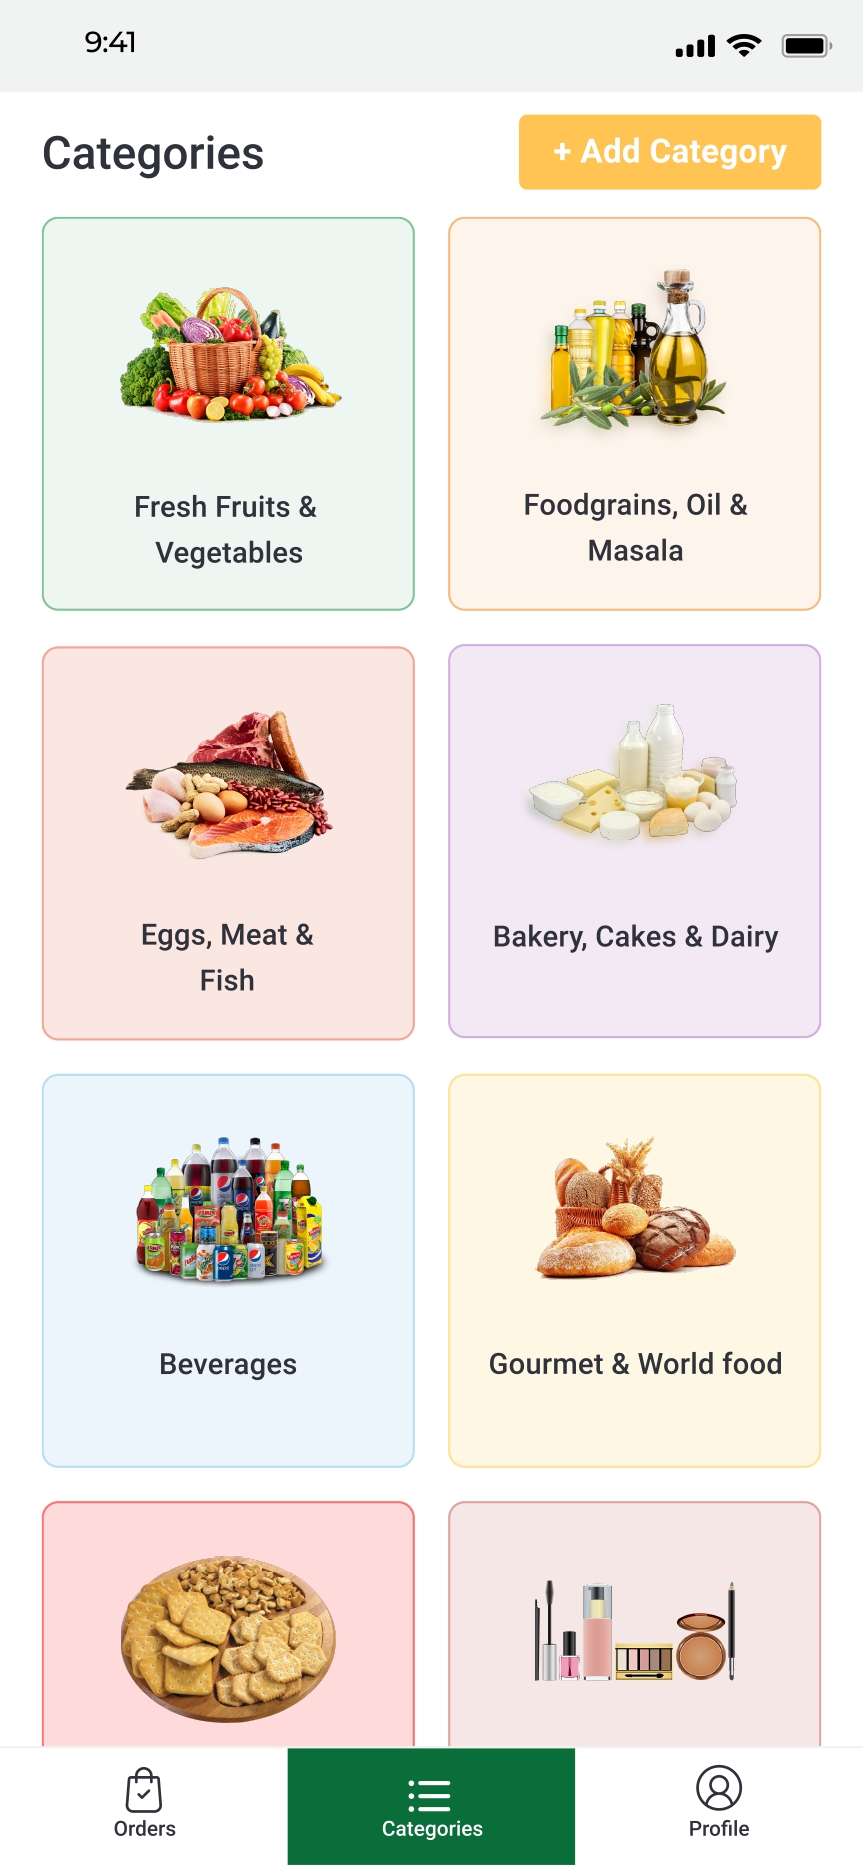 9:41
Categories
+ Add Category
Fresh Fruits &
Vegetables
Foodgrains, Oil &
Masala
Eggs, Meat &
Fish
Bakery, Cakes & Dairy
Beverages
Gourmet & World food
Orders
Categories
Profile